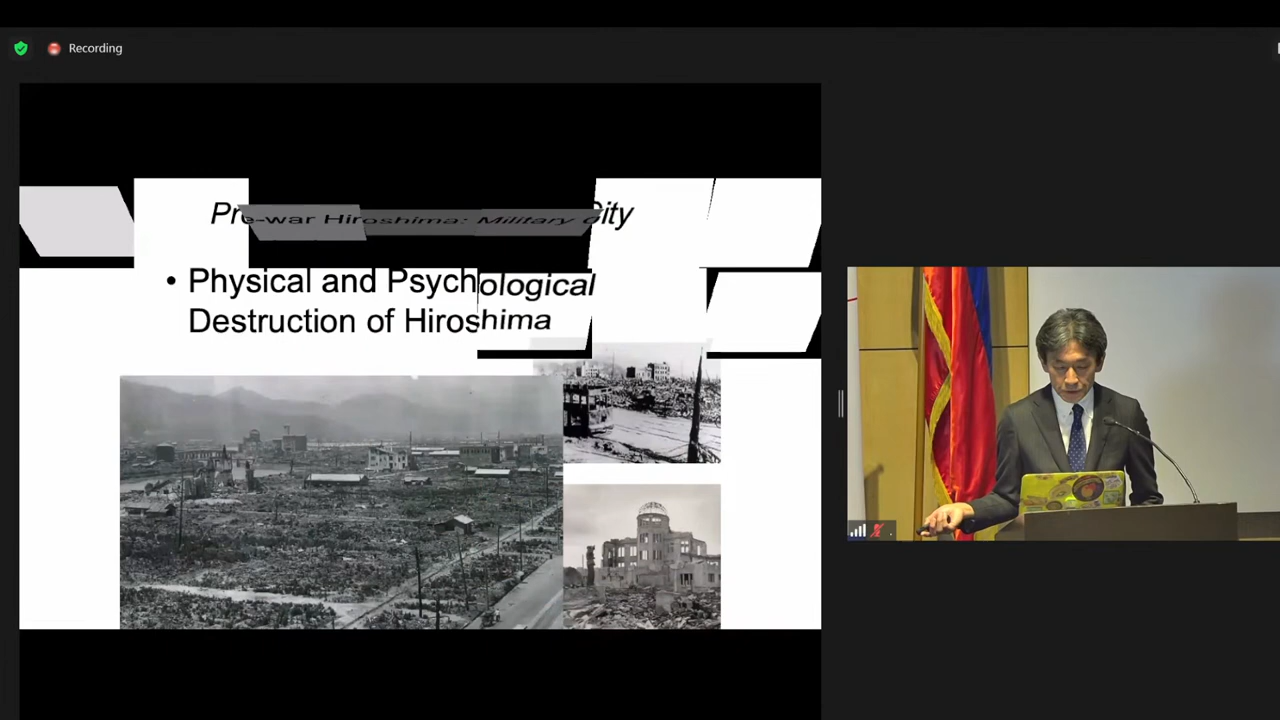 Recording
Pre-war Hiroshima: Military City
• Physical and Psychological
Destruction of Hiroshima